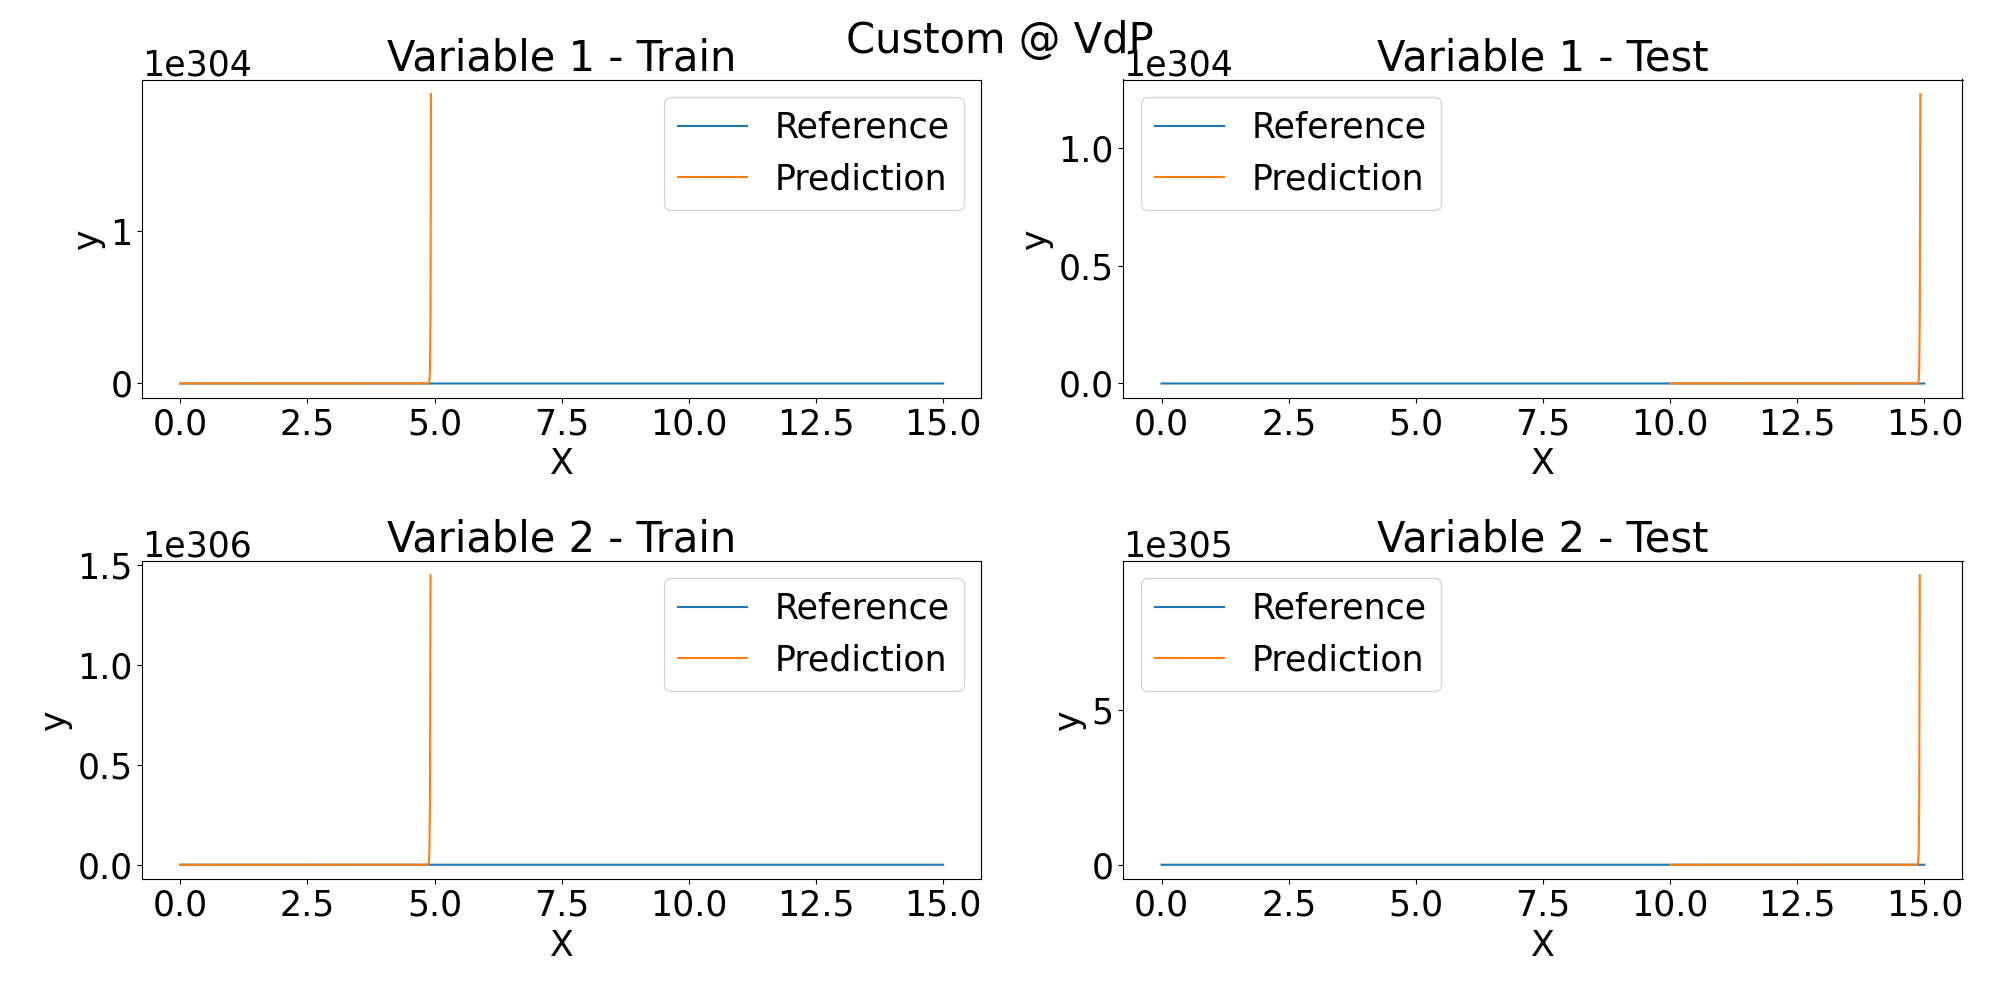 Custom @ VdP
Variable 1 - Train
1e304
Reference
Prediction
y
1
0
0.0 2.5 5.0 7.5 10.0 12.5 15.0
X
Variable 1 - Test
1e304
Reference
Prediction
y
1.0
0.5
0.0
0.0 2.5 5.0 7.5 10.0 12.5 15.0
X
Variable 2 - Train
1e306
Reference
Prediction
y
1.5
1.0
0.5
0.0
0.0 2.5 5.0 7.5 10.0 12.5 15.0
X
Variable 2 - Test
1e305
Reference
Prediction
y
5
0
0.0 2.5 5.0 7.5 10.0 12.5 15.0
X